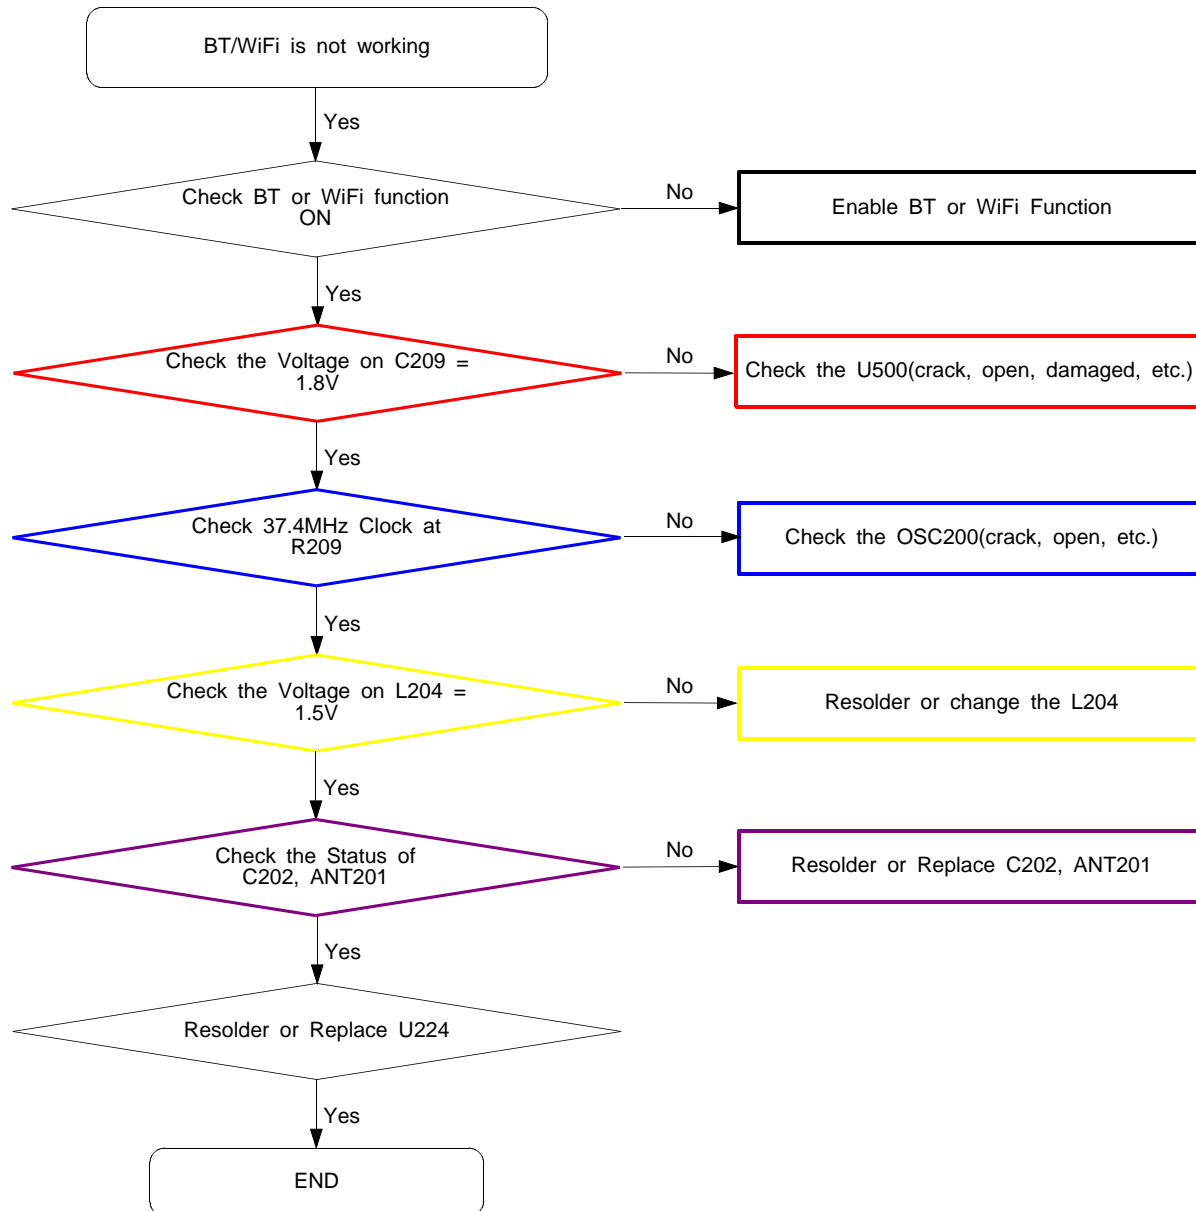 BT/WiFi is not working
Yes
Check BT or WiFi function
ON
No
Enable BT or WiFi Function
Yes
Check the Voltage on C209 =
1.8V
No
Check the U500(crack, open, damaged, etc.)
Yes
Check 37.4MHz Clock at
R209
No
Check the OSC200(crack, open, etc.)
Yes
Check the Voltage on L204 =
1.5V
No
Resolder or change the L204
Yes
Check the Status of
C202, ANT201
No
Resolder or Replace C202, ANT201
Yes
Resolder or Replace U224
Yes
END